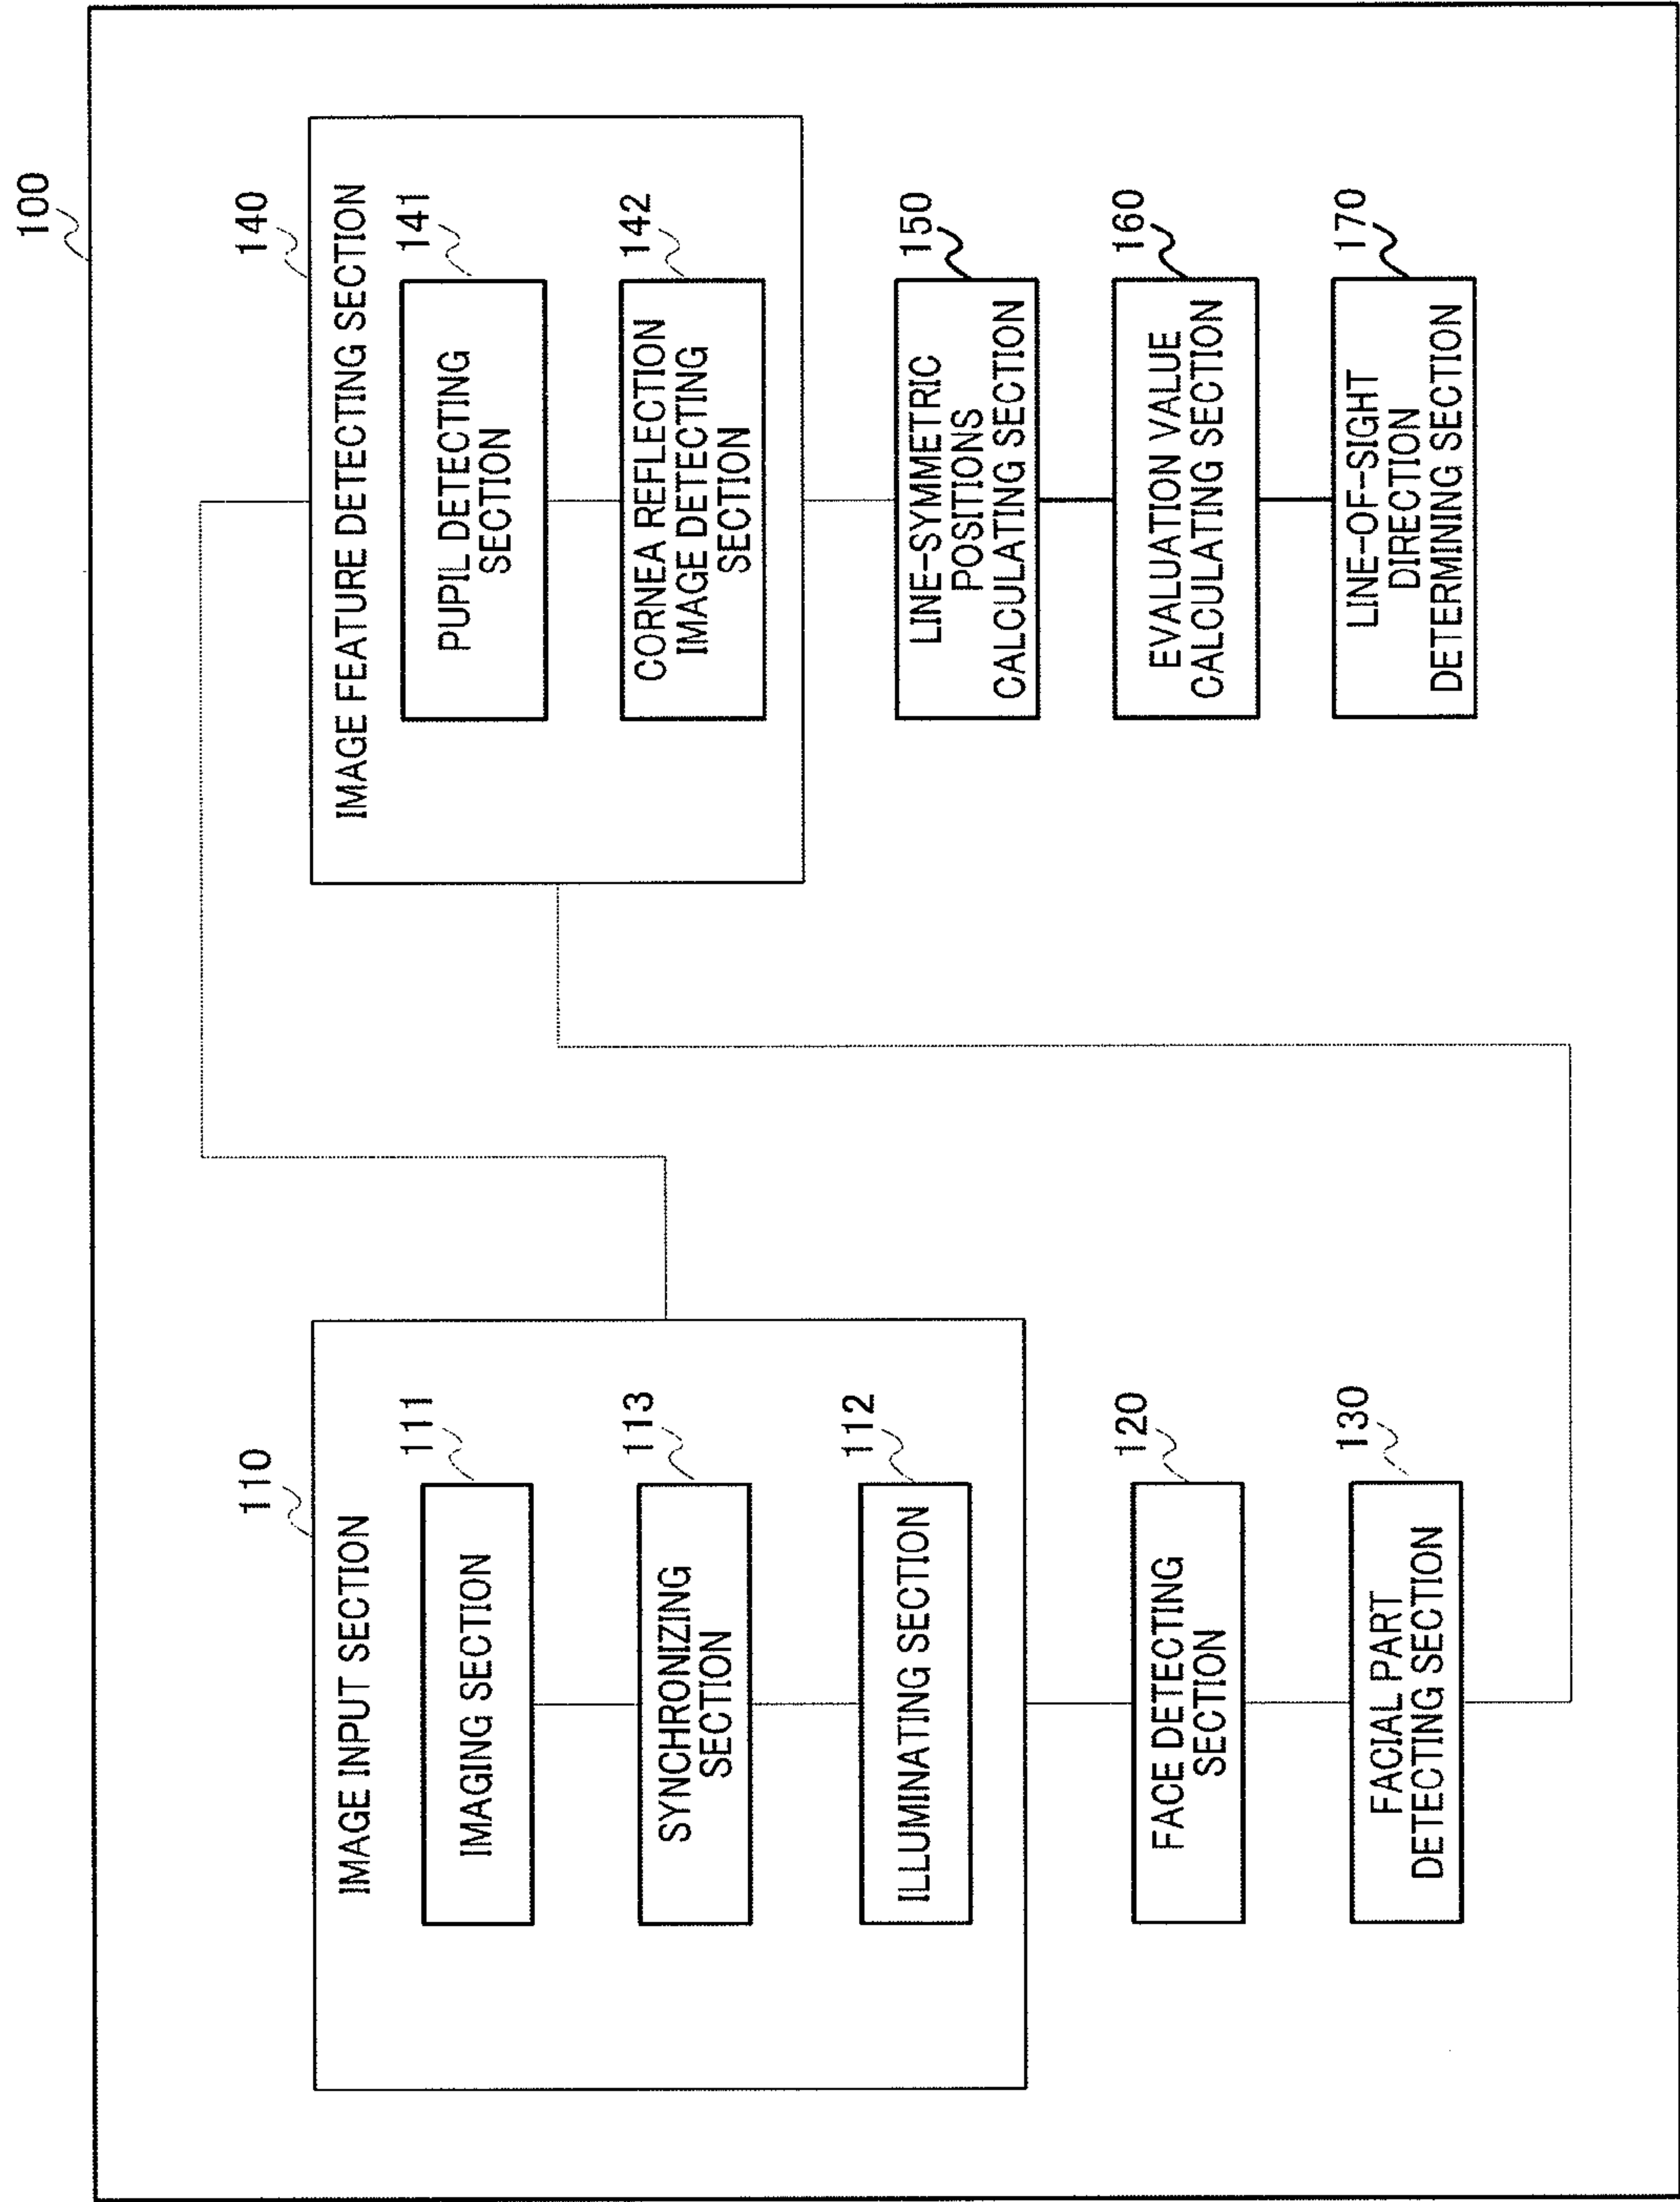 100
110
IMAGE INPUT SECTION
111
IMAGING SECTION
113
SYNCHRONIZING
SECTION
112
ILLUMINATING SECTION
120
FACE DETECTING
SECTION
130
FACIAL PART
DETECTING SECTION
140
IMAGE FEATURE DETECTING SECTION
141
PUPIL DETECTING
SECTION
142
CORNEA REFLECTION
IMAGE DETECTING
SECTION
150
LINE-SYMMETRIC
POSITIONS
CALCULATING SECTION
160
EVALUATION VALUE
CALCULATING SECTION
170
LINE-OF-SIGHT
DIRECTION
DETERMINING SECTION